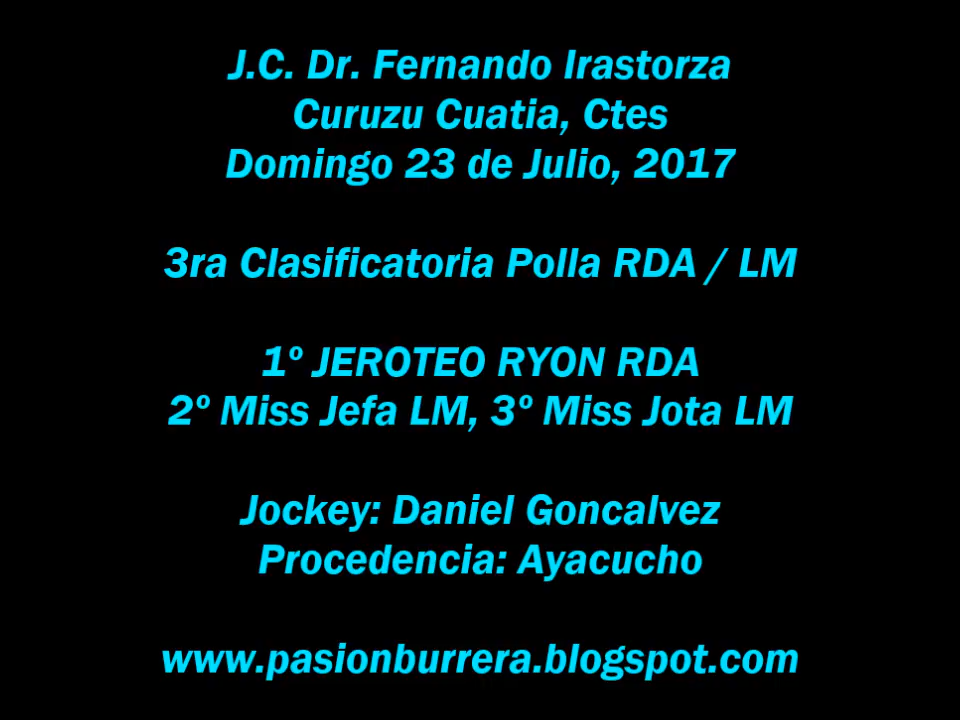 J.C. Dr. Fernando Irastorza
Curuzu Cuatia, Ctes
Domingo 23 de Julio, 2017
3ra Clasificatoria Polla RDA / LM
1º JEROTEO RYON RDA
2º Miss Jefa LM, 3º Miss Jota LM
Jockey: Daniel Goncalvez
Procedencia: Ayacucho
www.pasionburrera.blogspot.com